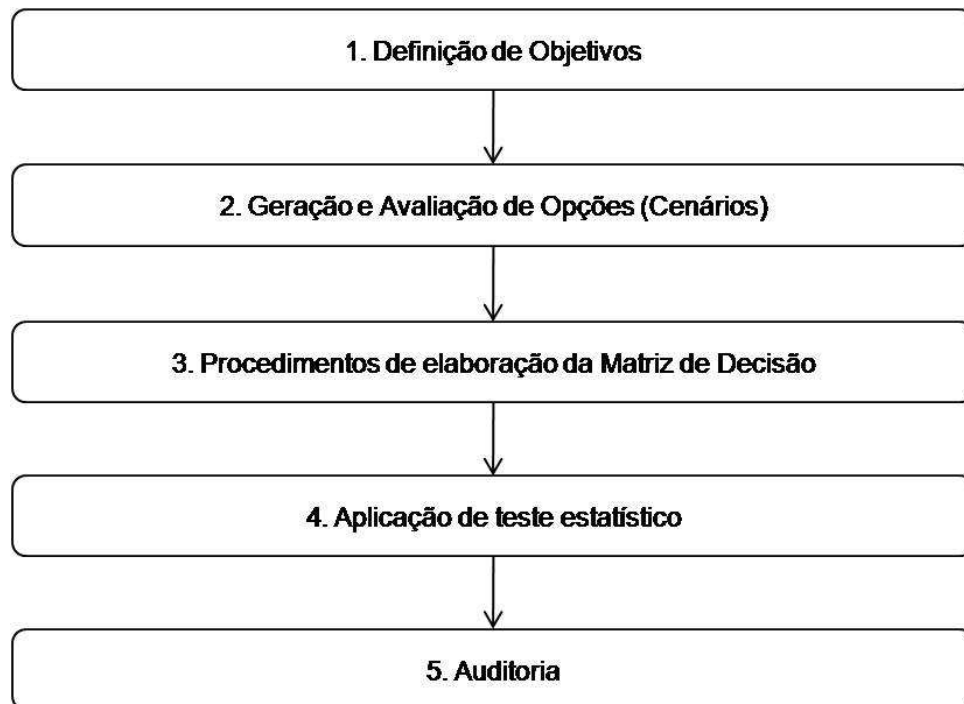 1. Definição de Objetivos
2. Geração e Avaliação de Opções (Cenários)
3. Procedimentos de elaboração da Matriz de Decisão
4. Aplicação de teste estatístico
5. Auditoria